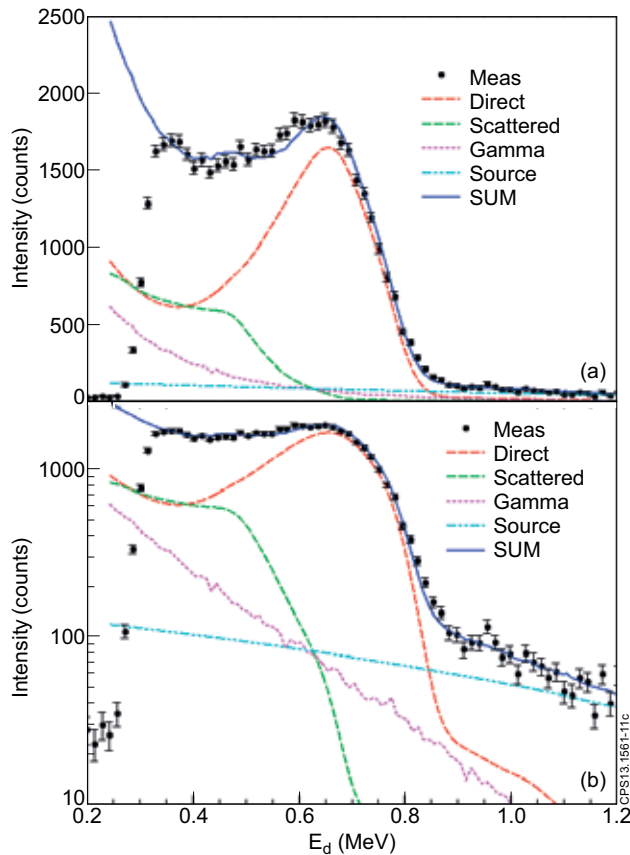 2500
2000
1500
1000
500
0
Intensity (counts)
Meas
Direct
Scattered
Gamma
Source
SUM
(a)
1000
100
10
Intensity (counts)
Meas
Direct
Scattered
Gamma
Source
SUM
(b)
0.2 0.4 0.6 0.8 1.0 1.2
E_d (MeV)
CPS13.1561-11c